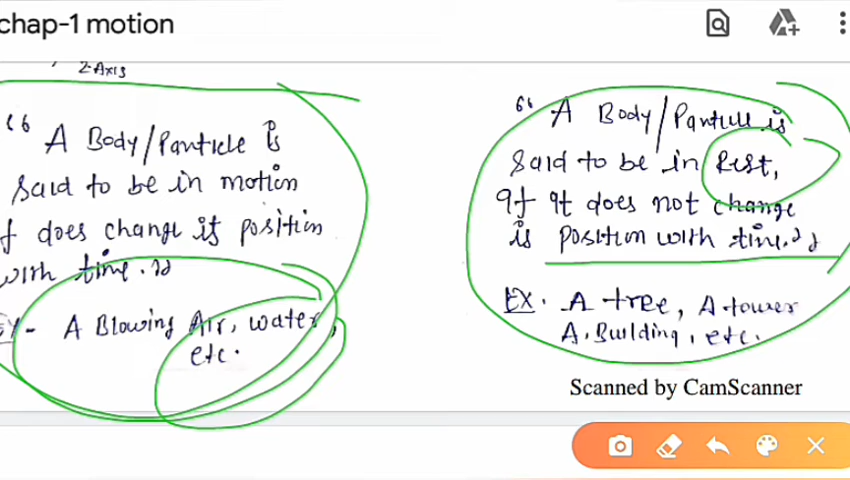 chap-1 motion
Z-Axis
" A Body/Particle is
said to be in motion
if does change it position
with time. "
EX- A Blowing Air, water,
etc.
" A Body/Particle is
said to be in Rest,
If It does not change
is position with time. "
EX. A tree, A tower
A. Building, etc.
Scanned by CamScanner